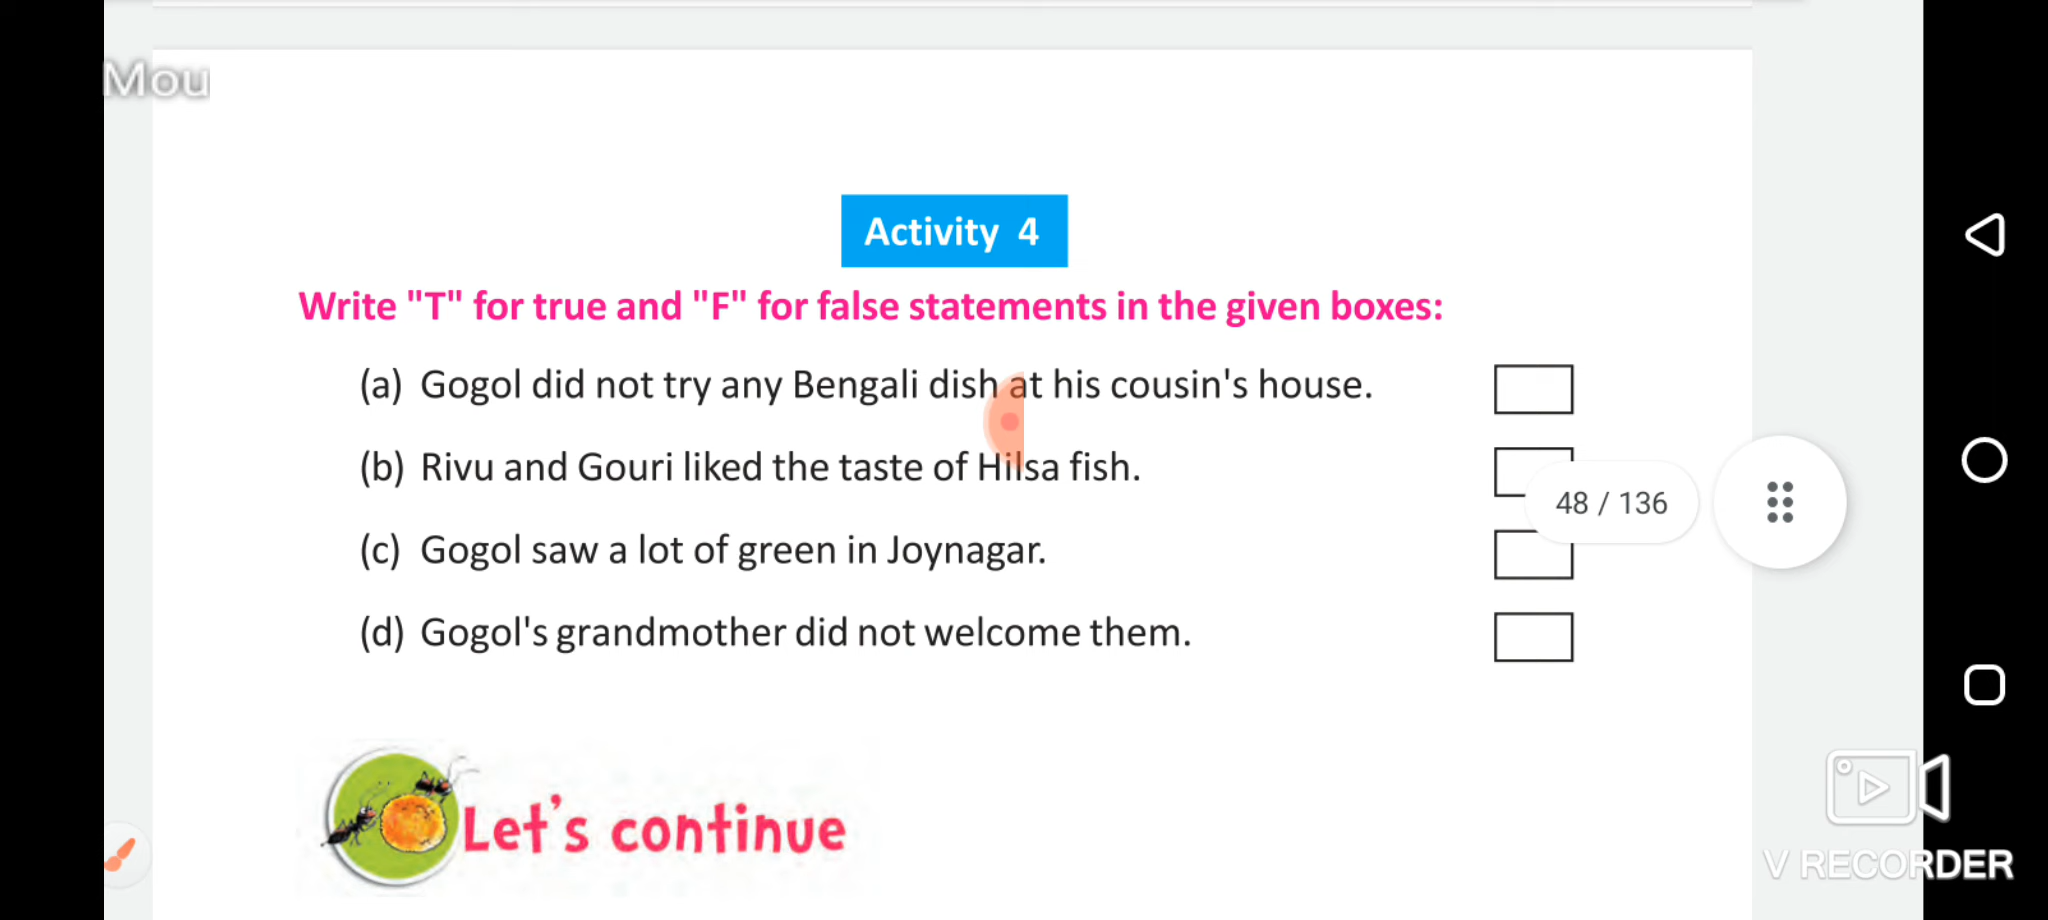 Mou
Activity 4
Write "T" for true and "F" for false statements in the given boxes:
(a) Gogol did not try any Bengali dish at his cousin's house.
(b) Rivu and Gouri liked the taste of Hilsa fish.
48 / 136
(c) Gogol saw a lot of green in Joynagar.
(d) Gogol's grandmother did not welcome them.
Let's continue
V RECORDER